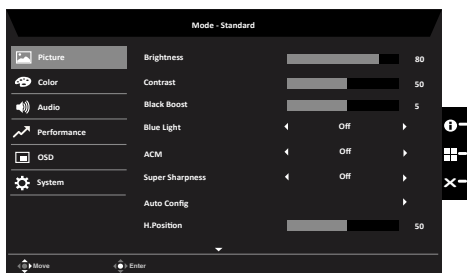 Mode - Standard
Picture
Color
Audio
Performance
OSD
System
Brightness 80
Contrast 50
Black Boost 5
Blue Light Off
ACM Off
Super Sharpness Off
Auto Config
H.Position 50
Move Enter